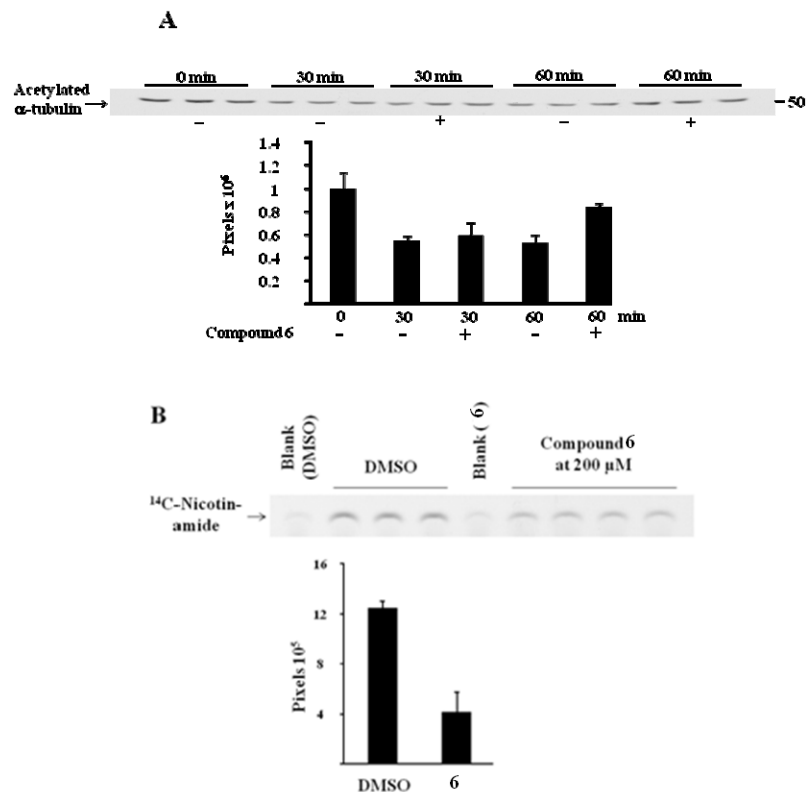 A
0 min 30 min 30 min 60 min 60 min
Acetylated
α-tubulin → – 50
– – + – +
1.4
1.2
1
0.8
0.6
0.4
0.2
Pixels x 10⁶
0 30 30 60 60 min
Compound 6 – – + – +
B
Blank (DMSO)
DMSO
Blank ( 6)
Compound 6
at 200 µM
¹⁴C-Nicotin-
amide →
16
12
8
4
Pixels 10⁵
DMSO 6